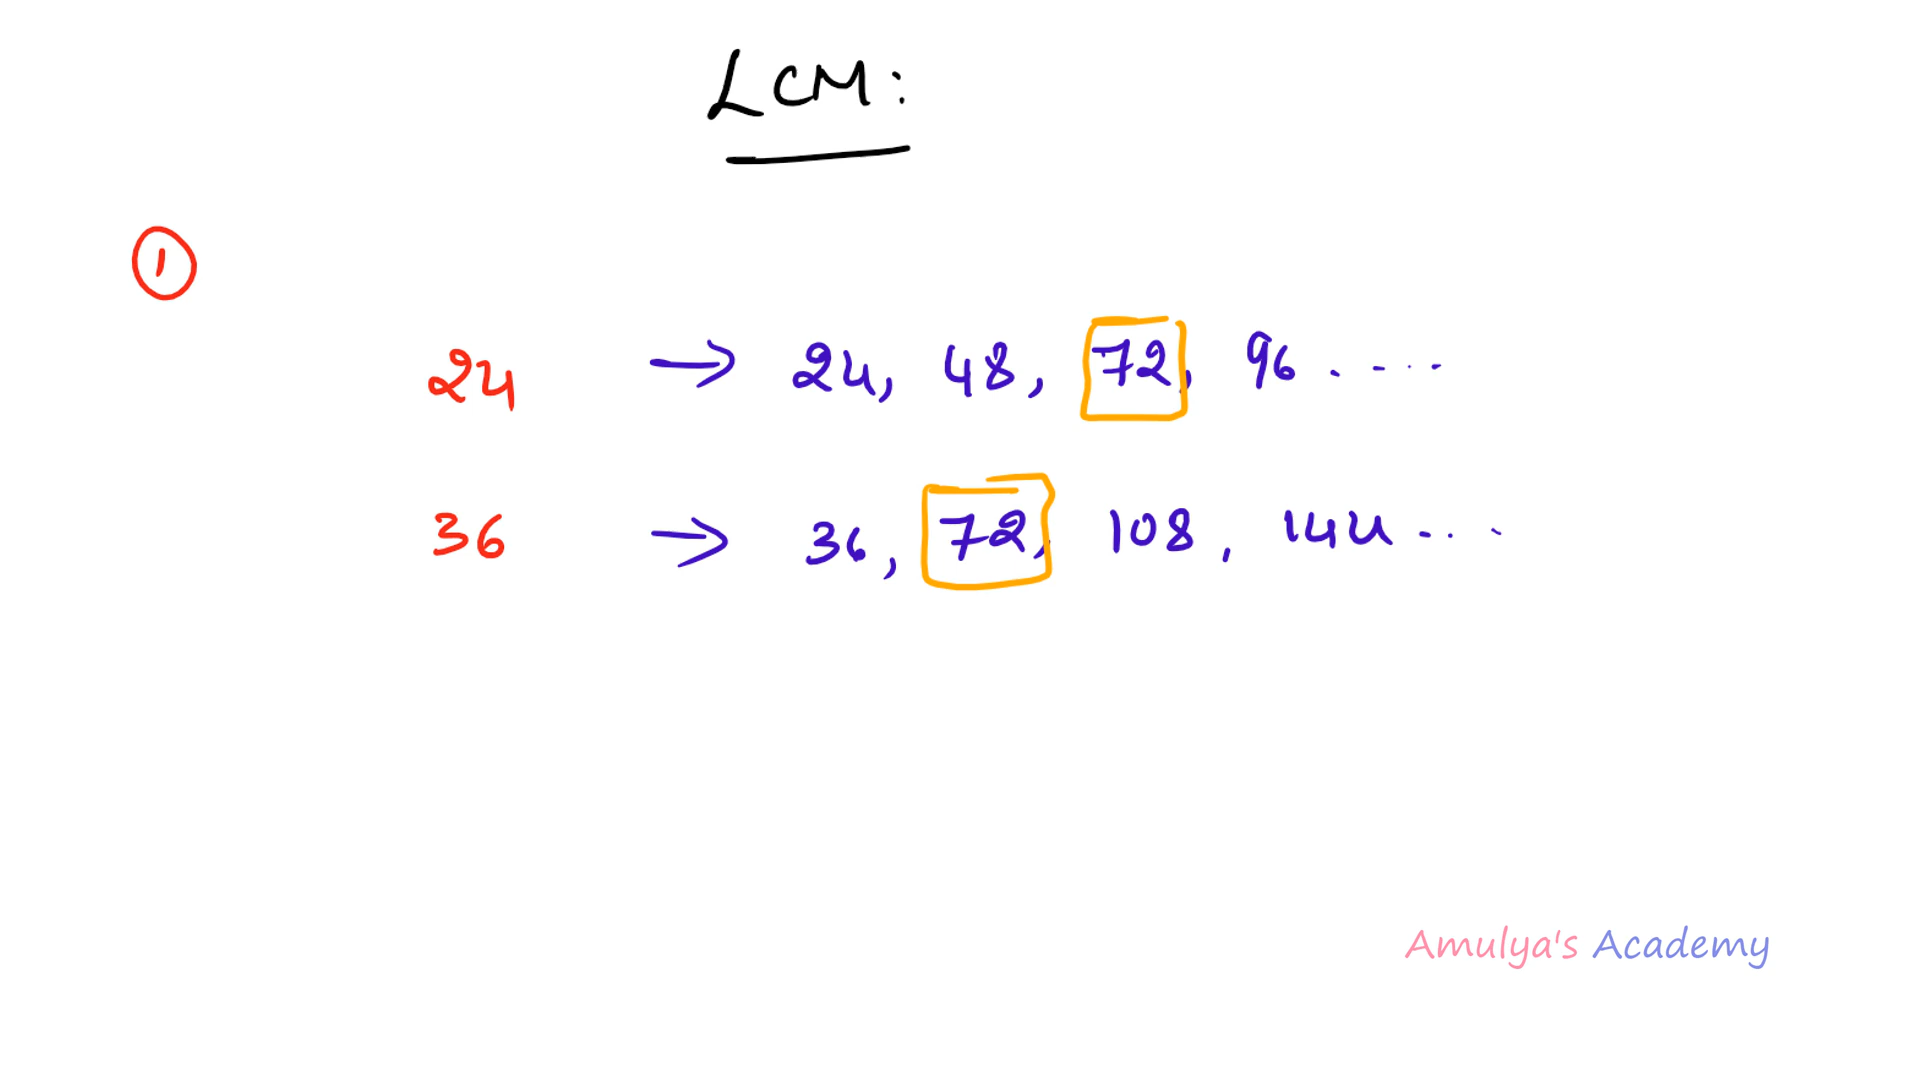 LCM:
1
24 → 24, 48, 72, 96 . . . .
36 → 36, 72, 108, 144 . . .
Amulya's Academy